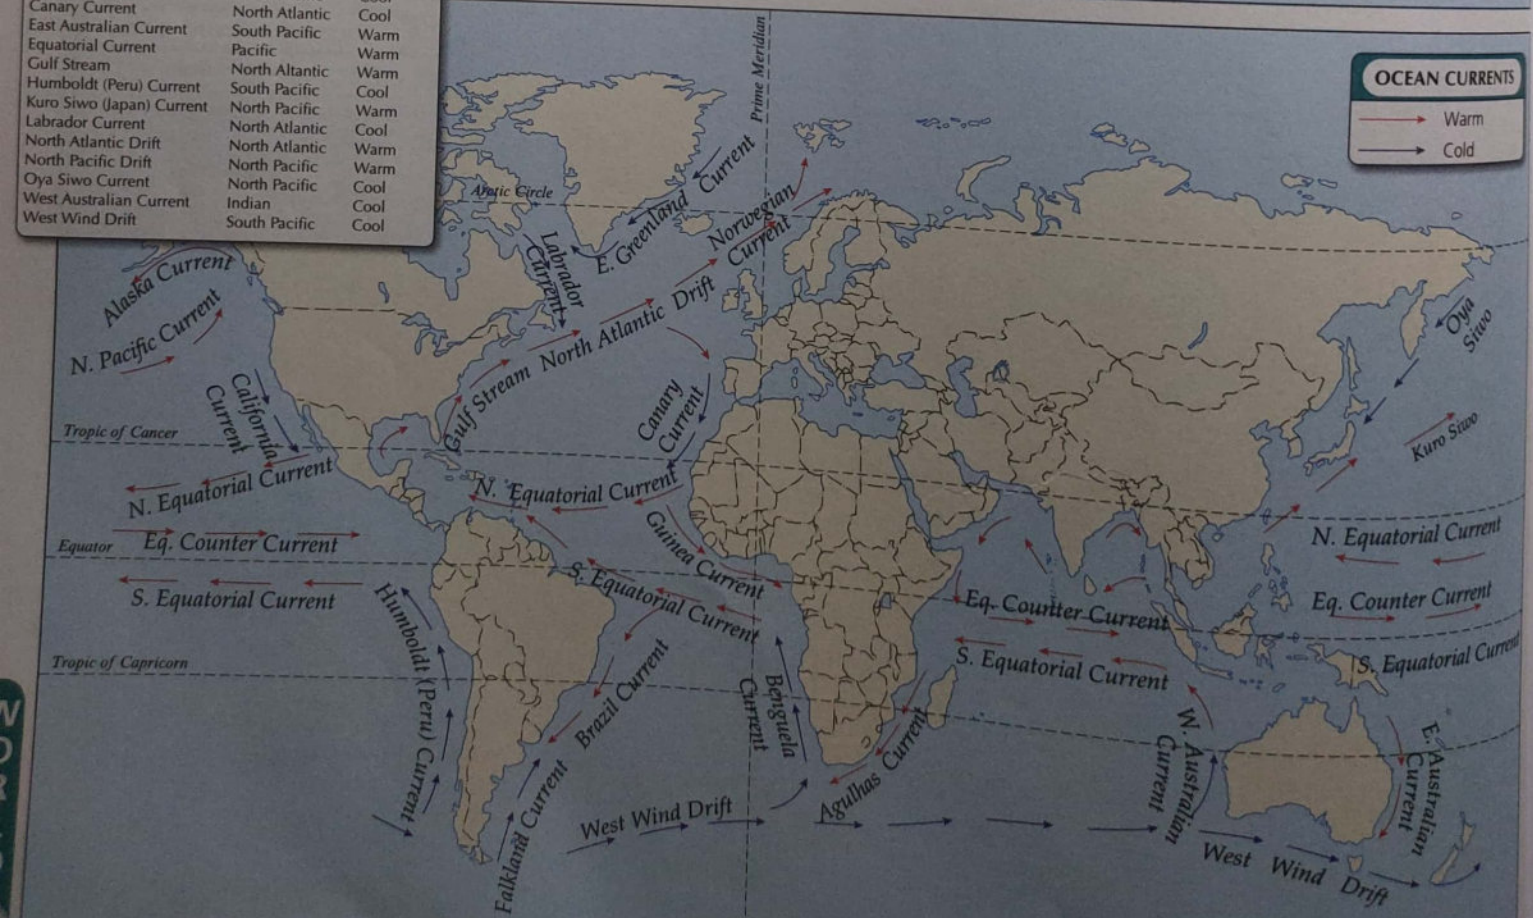 Canary Current North Atlantic Cool
East Australian Current South Pacific Warm
Equatorial Current Pacific Warm
Gulf Stream North Altantic Warm
Humboldt (Peru) Current South Pacific Cool
Kuro Siwo (Japan) Current North Pacific Warm
Labrador Current North Atlantic Cool
North Atlantic Drift North Atlantic Warm
North Pacific Drift North Pacific Warm
Oya Siwo Current North Pacific Cool
West Australian Current Indian Cool
West Wind Drift South Pacific Cool
Prime Meridian
OCEAN CURRENTS
Warm
Cold
Arctic Circle
E. Greenland Current
Norwegian
Current
Labrador
Current
Alaska Current
N. Pacific Current
California
Current
Gulf Stream
North Atlantic Drift
Canary
Current
Oya
Siwo
Kuro Siwo
Tropic of Cancer
N. Equatorial Current
N. Equatorial Current
N. Equatorial Current
Equator
Eq. Counter Current
Guinea Current
Eq. Counter Current
Eq. Counter Current
S. Equatorial Current
S. Equatorial Current
S. Equatorial Current
S. Equatorial Current
Tropic of Capricorn
Humboldt (Peru) Current
Brazil Current
Benguela
Current
Agulhas Current
W. Australian
Current
E. Australian
Current
Falkland Current
West Wind Drift
West Wind Drift